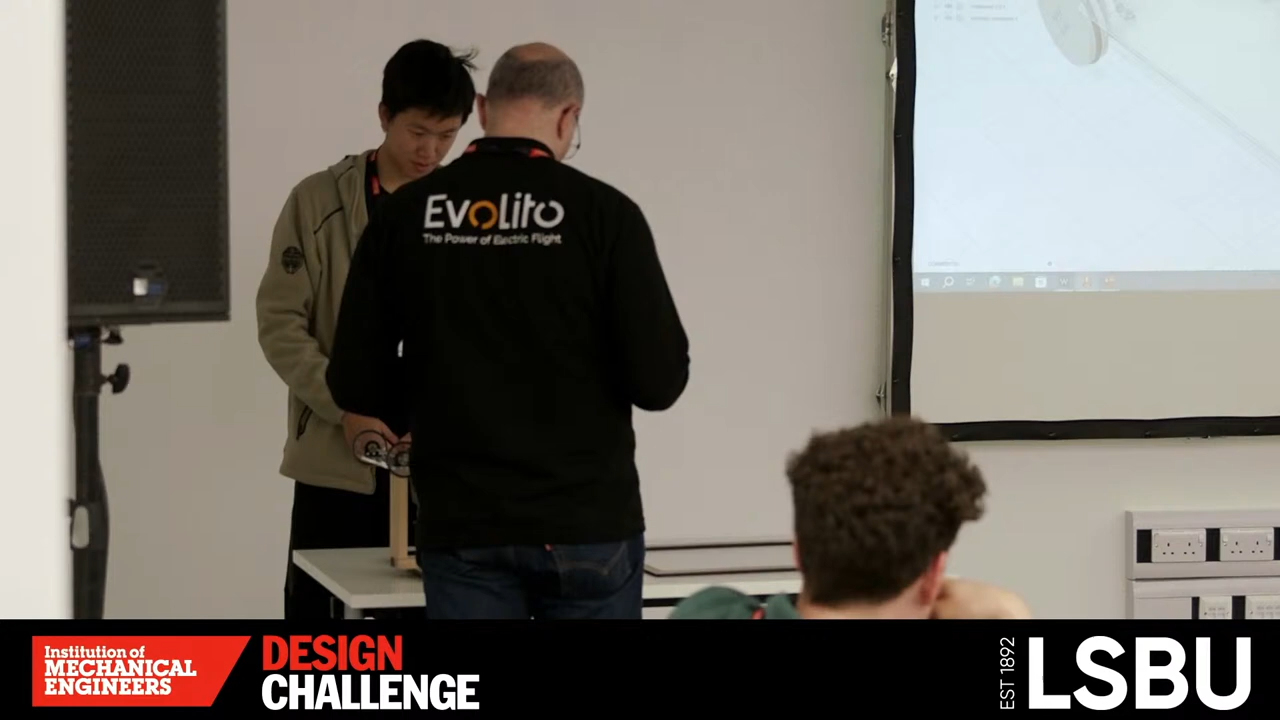 Evolito
The Power of Electric Flight
Institution of
MECHANICAL
ENGINEERS
DESIGN
CHALLENGE
EST 1892
LSBU